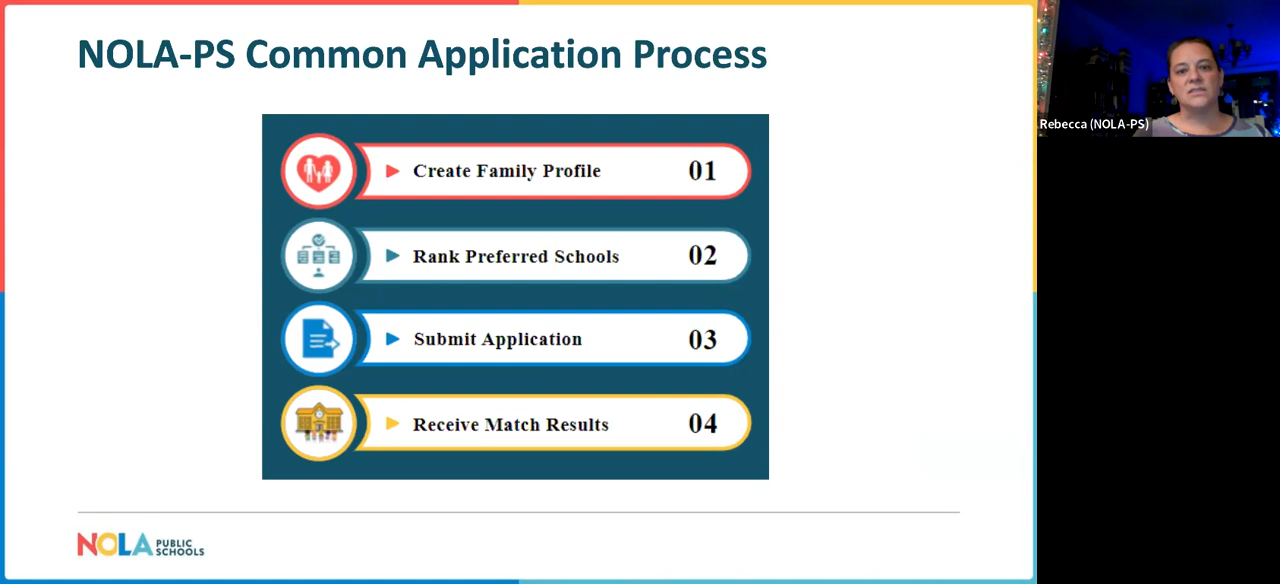 NOLA-PS Common Application Process
Create Family Profile 01
Rank Preferred Schools 02
Submit Application 03
Receive Match Results 04
NOLA PUBLIC SCHOOLS
Rebecca (NOLA-PS)